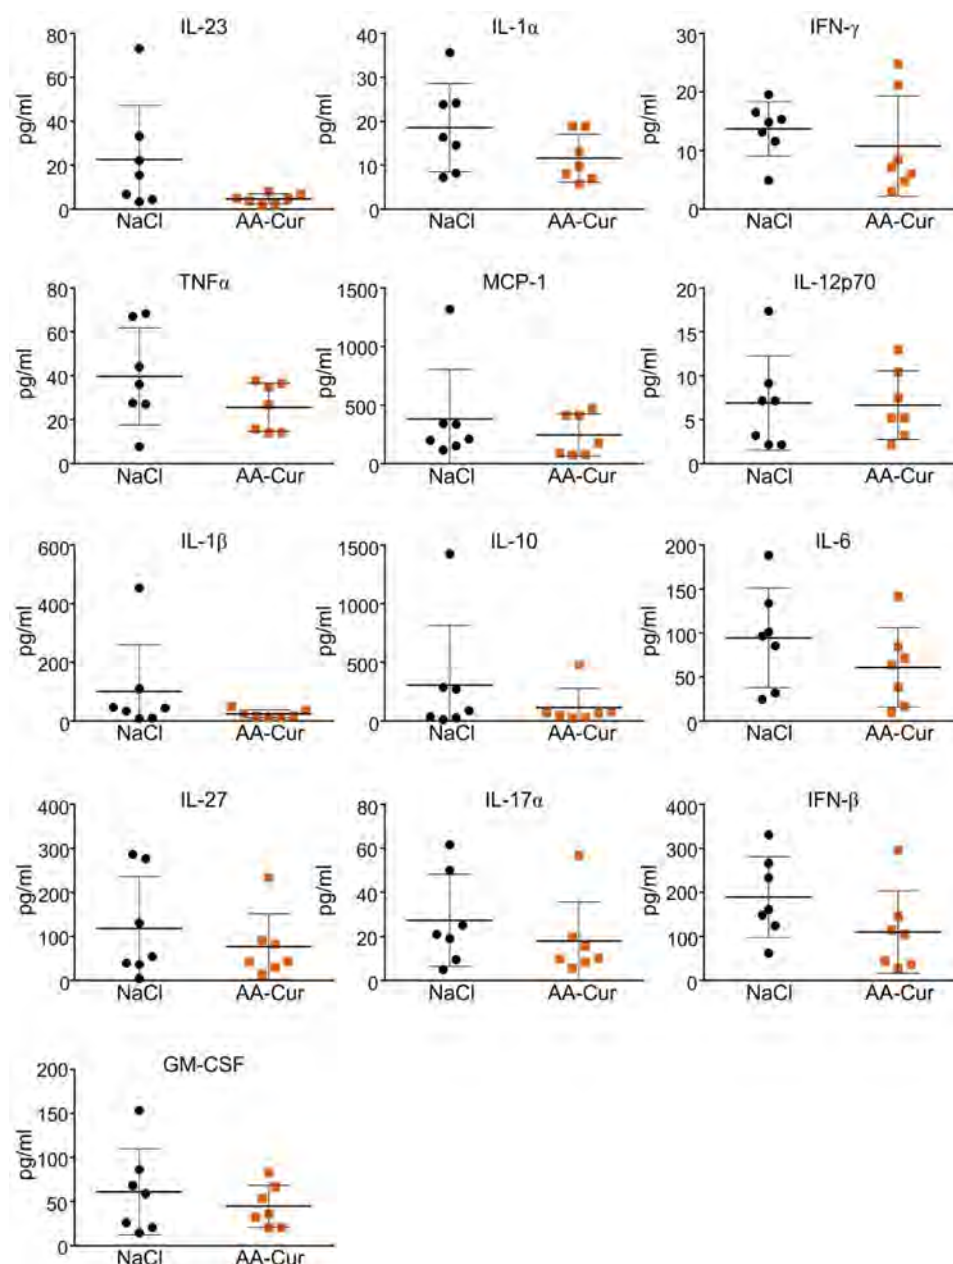 IL-23 IL-1α IFN-γ
80 60 40 20 0 pg/ml NaCl AA-Cur
40 30 20 10 0 pg/ml NaCl AA-Cur
30 20 10 0 pg/ml NaCl AA-Cur
TNFα MCP-1 IL-12p70
80 60 40 20 0 pg/ml NaCl AA-Cur
1500 1000 500 0 pg/ml NaCl AA-Cur
20 15 10 5 0 pg/ml NaCl AA-Cur
IL-1β IL-10 IL-6
600 400 200 0 pg/ml NaCl AA-Cur
1500 1000 500 0 pg/ml NaCl AA-Cur
200 150 100 50 0 pg/ml NaCl AA-Cur
IL-27 IL-17α IFN-β
400 300 200 100 0 pg/ml NaCl AA-Cur
80 60 40 20 0 pg/ml NaCl AA-Cur
400 300 200 100 0 pg/ml NaCl AA-Cur
GM-CSF
200 150 100 50 0 pg/ml NaCl AA-Cur